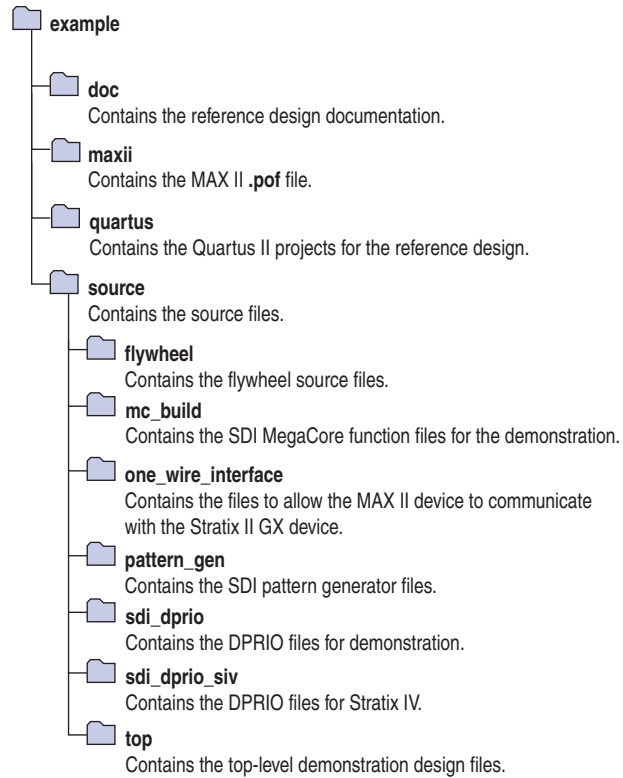 example
doc
Contains the reference design documentation.
maxii
Contains the MAX II .pof file.
quartus
Contains the Quartus II projects for the reference design.
source
Contains the source files.
flywheel
Contains the flywheel source files.
mc_build
Contains the SDI MegaCore function files for the demonstration.
one_wire_interface
Contains the files to allow the MAX II device to communicate
with the Stratix II GX device.
pattern_gen
Contains the SDI pattern generator files.
sdi_dprio
Contains the DPRIO files for demonstration.
sdi_dprio_siv
Contains the DPRIO files for Stratix IV.
top
Contains the top-level demonstration design files.